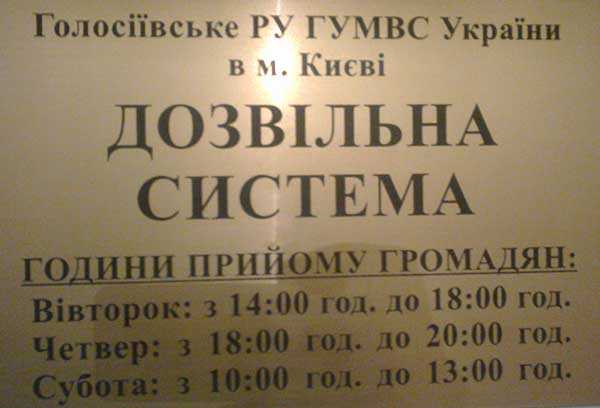 Голосіївське РУ ГУМВС України
в м. Києві
ДОЗВІЛЬНА
СИСТЕМА
ГОДИНИ ПРИЙОМУ ГРОМАДЯН:
Вівторок: з 14:00 год. до 18:00 год.
Четвер: з 18:00 год. до 20:00 год.
Субота: з 10:00 год. до 13:00 год.